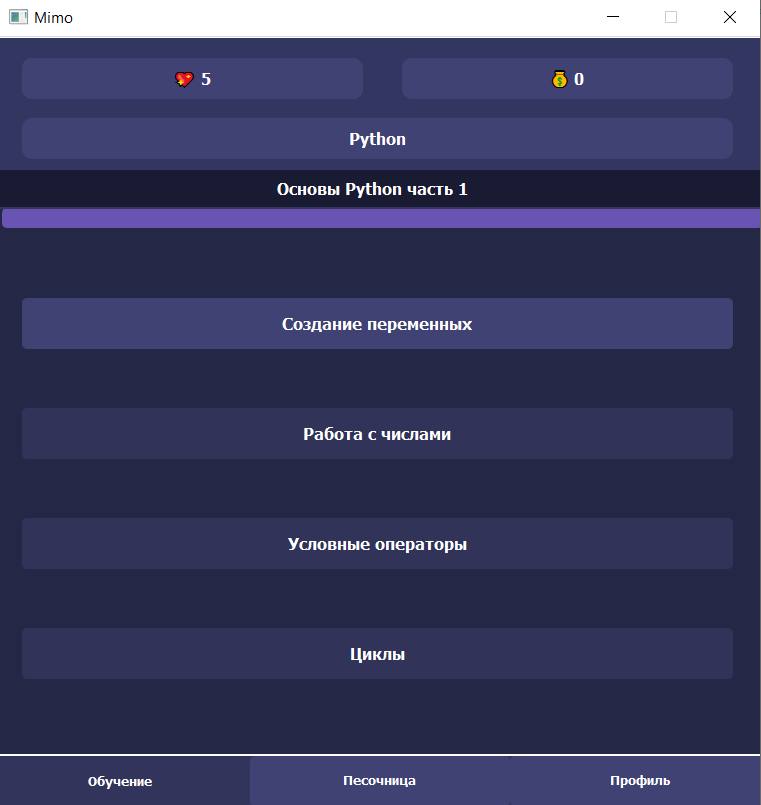 Mimo
5
0
Python
Основы Python часть 1
Создание переменных
Работа с числами
Условные операторы
Циклы
Обучение
Песочница
Профиль